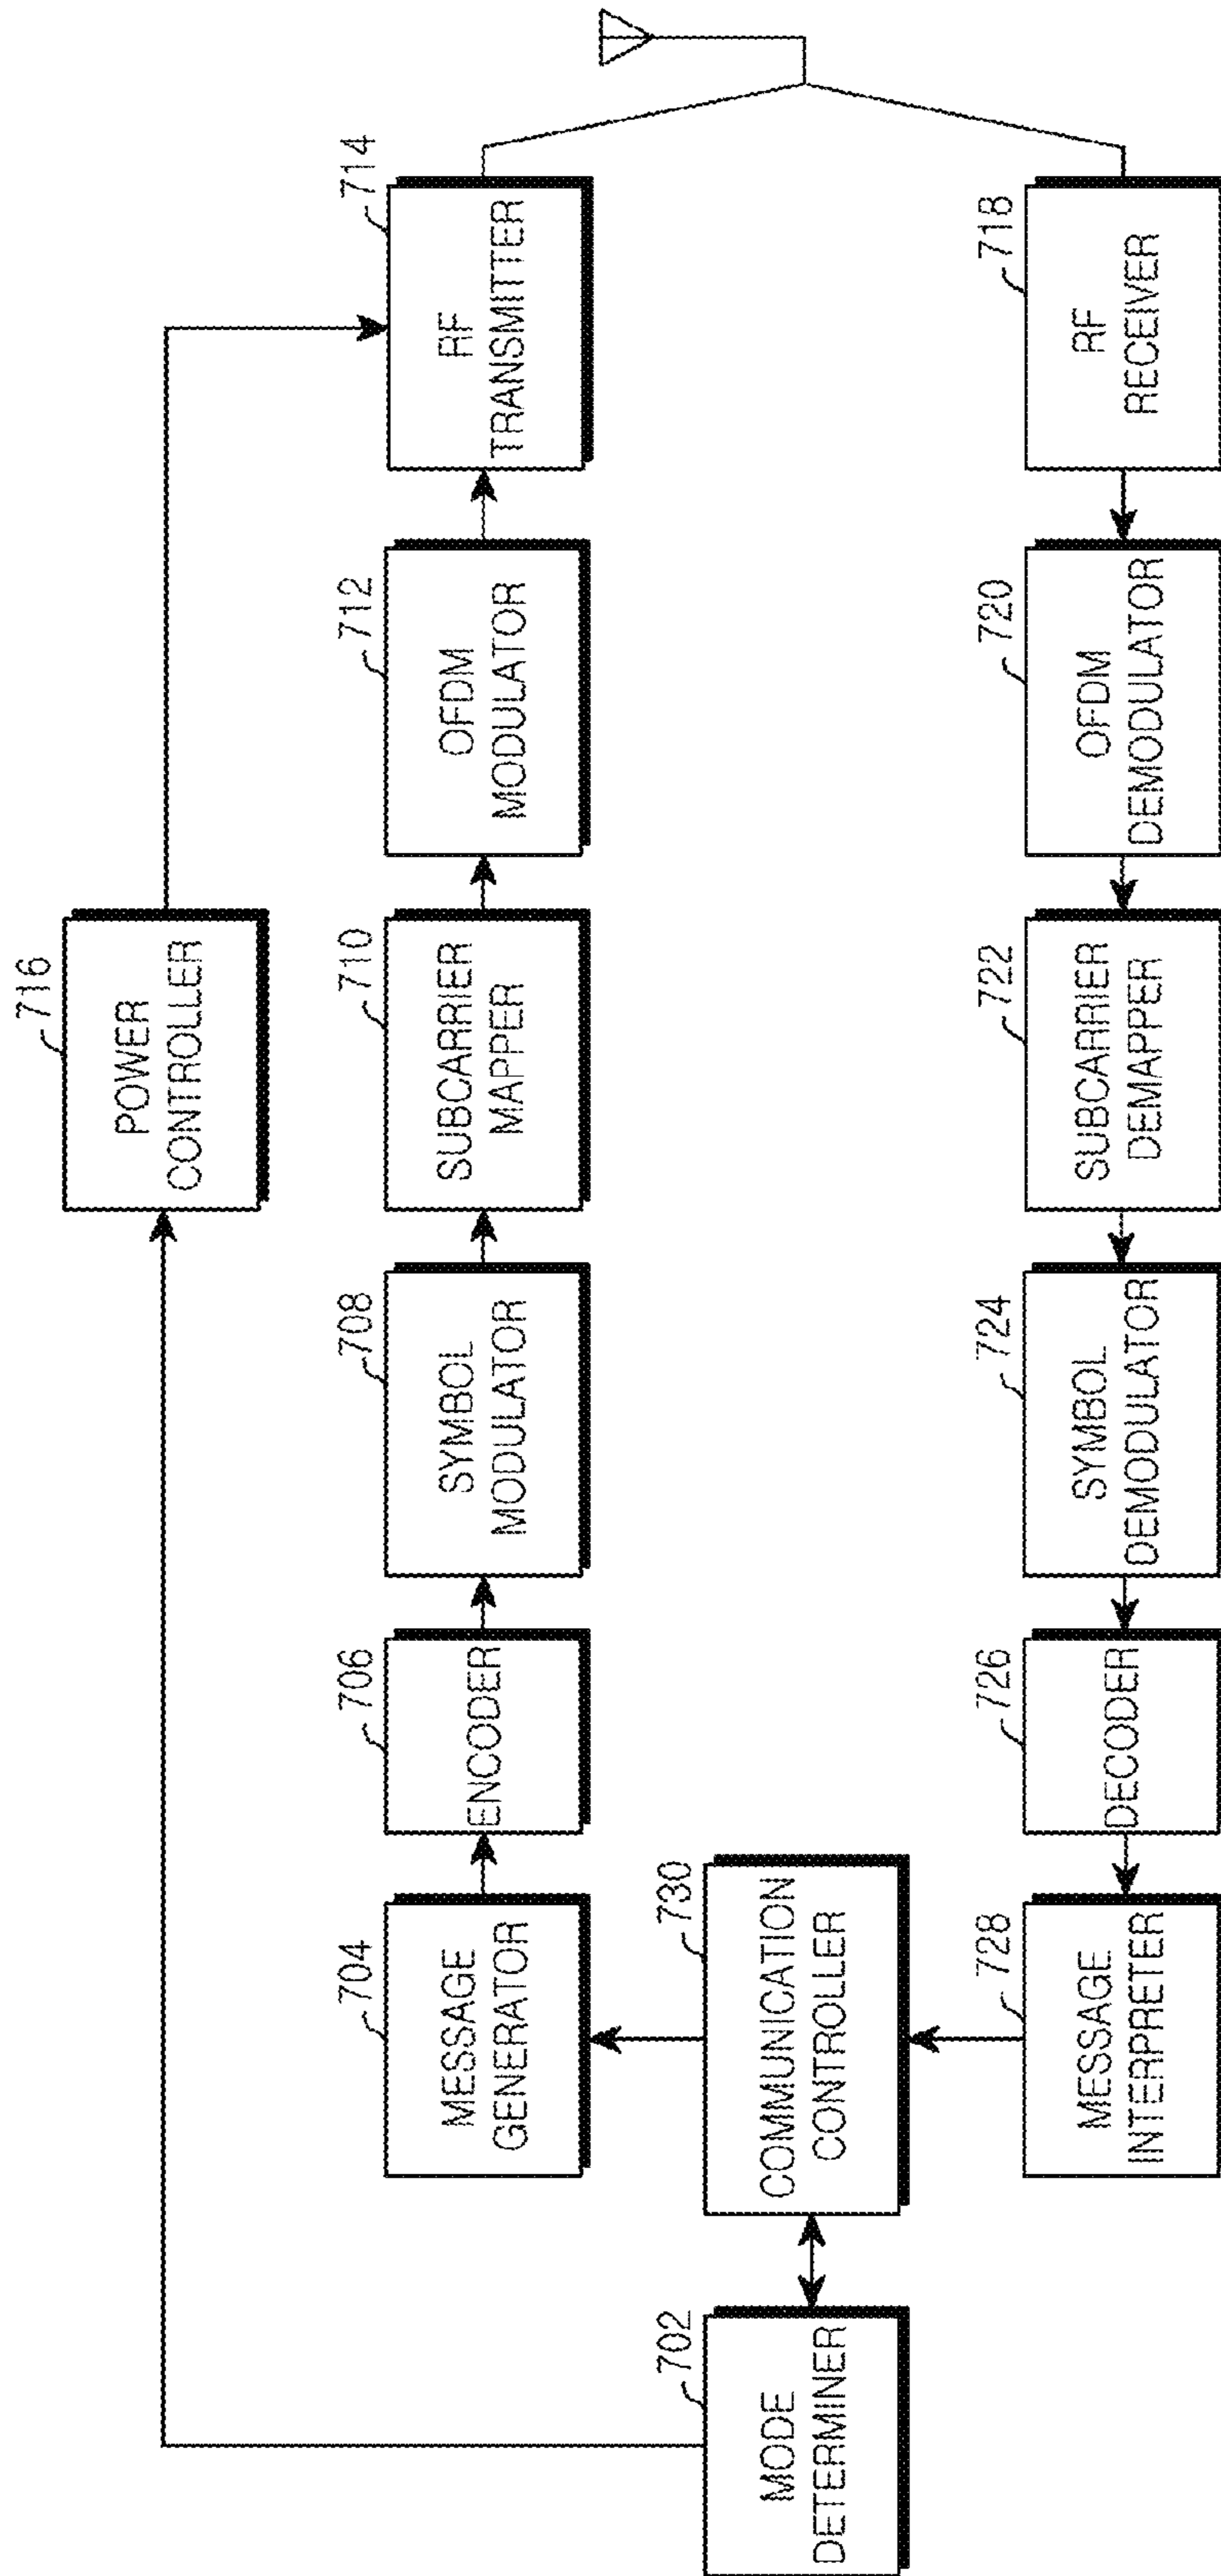 716
POWER
CONTROLLER
704
MESSAGE
GENERATOR
706
ENCODER
708
SYMBOL
MODULATOR
710
SUBCARRIER
MAPPER
712
OFDM
MODULATOR
714
RF
TRANSMITTER
702
MODE
DETERMINER
730
COMMUNICATION
CONTROLLER
728
MESSAGE
INTERPRETER
726
DECODER
724
SYMBOL
DEMODULATOR
722
SUBCARRIER
DEMAPPER
720
OFDM
DEMODULATOR
718
RF
RECEIVER